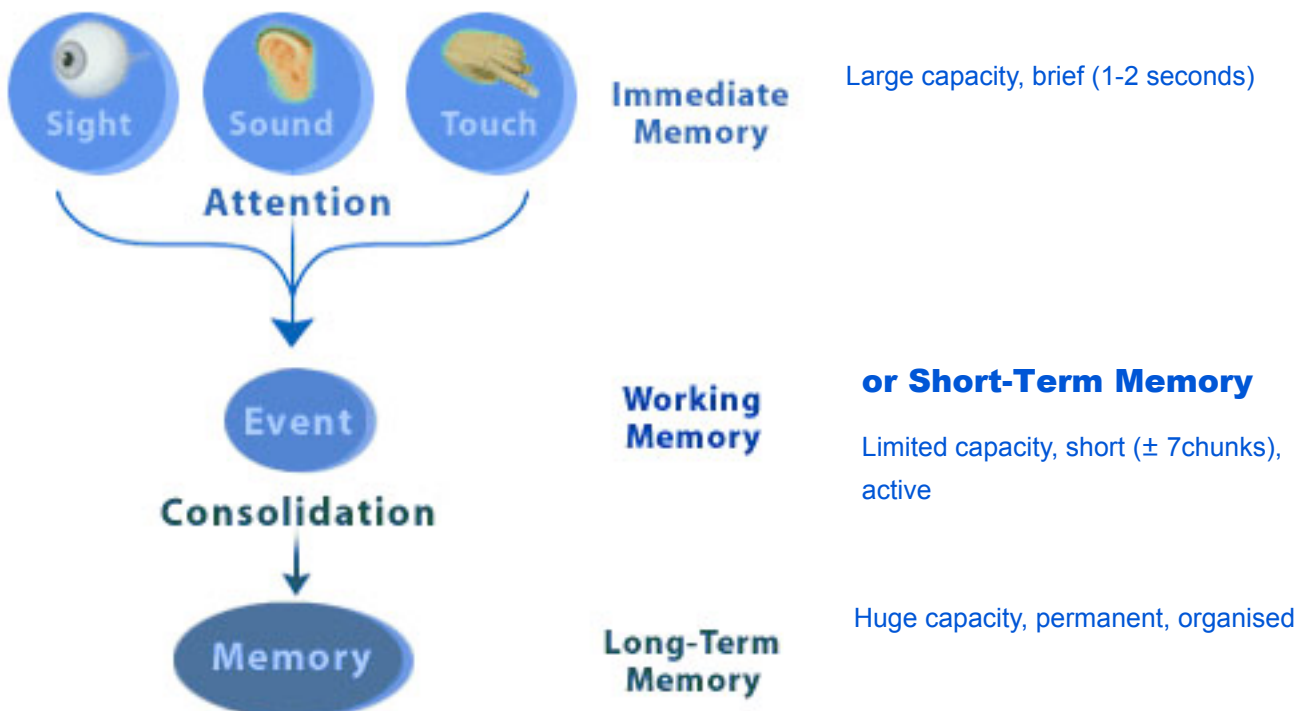 Sight
Sound
Touch
Immediate
Memory
Large capacity, brief (1-2 seconds)
Attention
Event
Working
Memory
or Short-Term Memory
Limited capacity, short (± 7chunks),
active
Consolidation
Memory
Long-Term
Memory
Huge capacity, permanent, organised